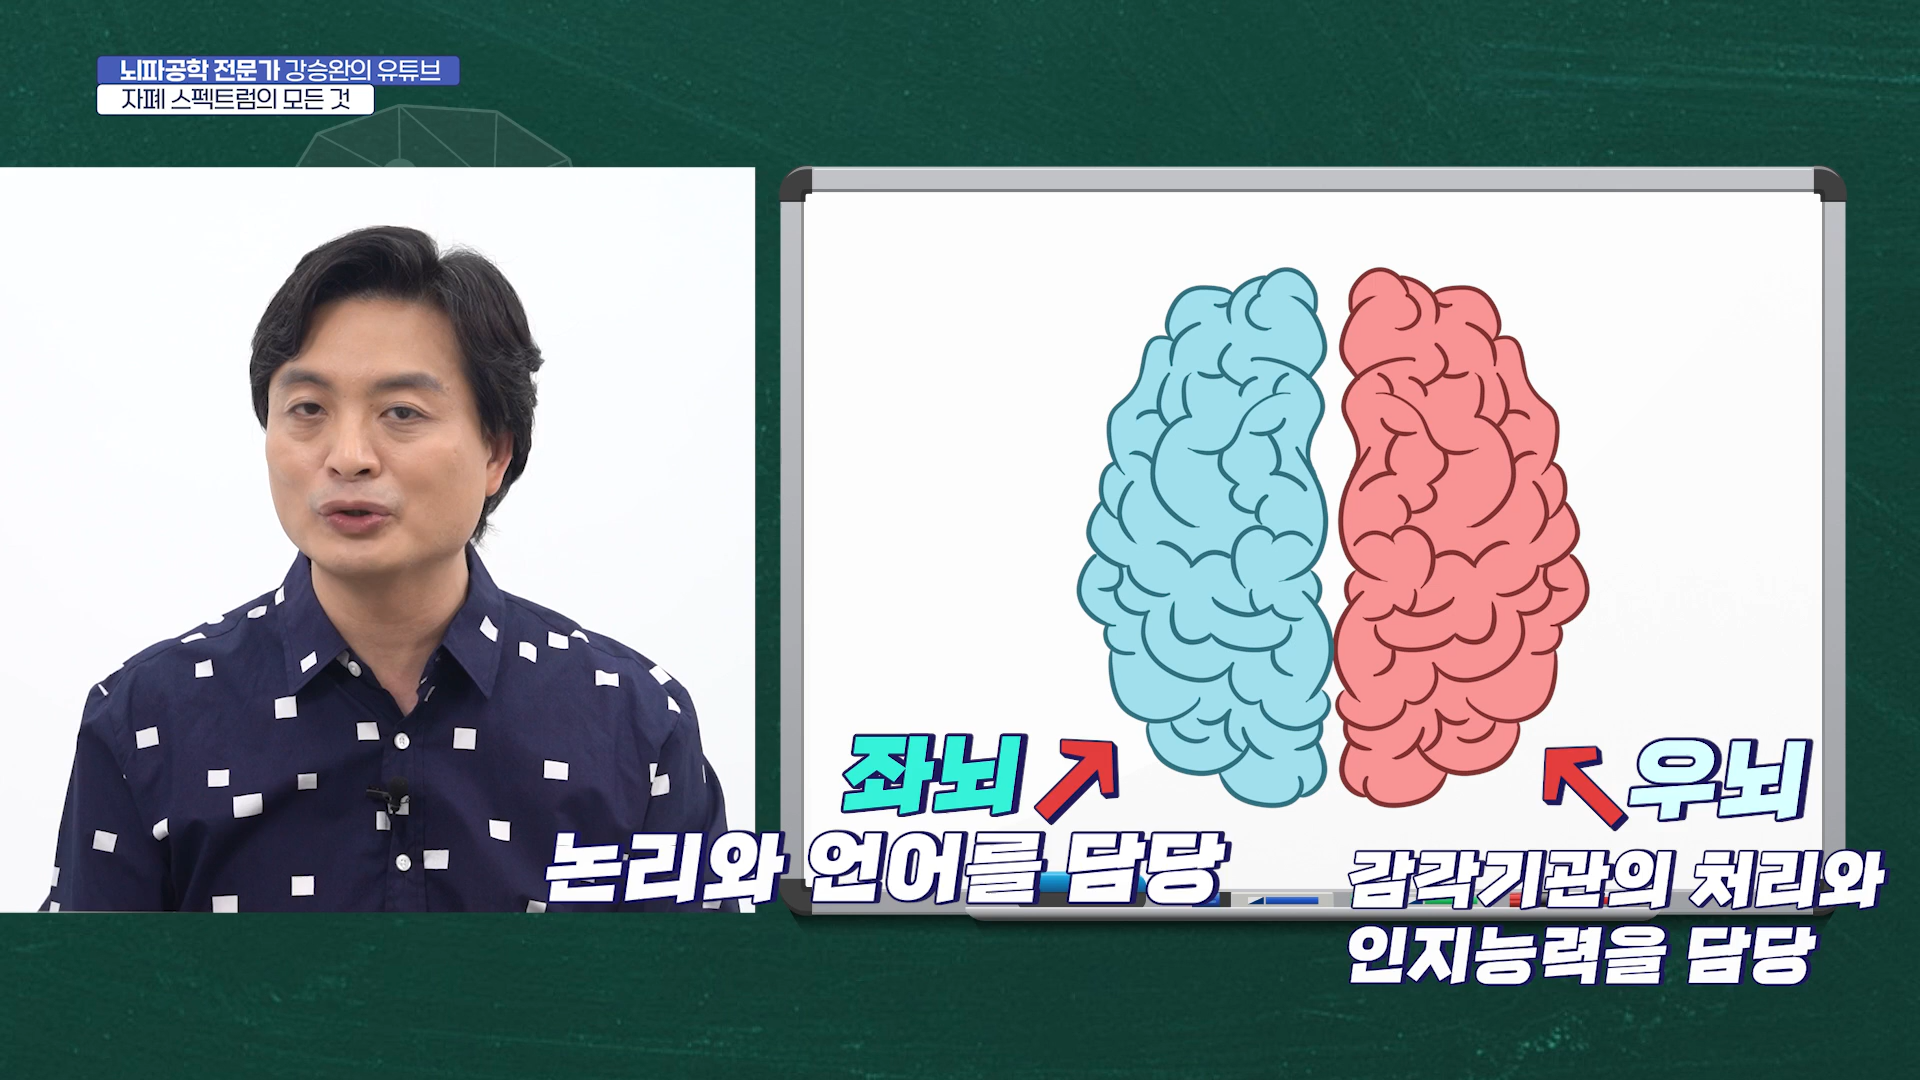 뇌파공학 전문가 강승완의 유튜브
자폐 스펙트럼의 모든 것
좌뇌
논리와 언어를 담당
우뇌
감각기관의 처리와
인지능력을 담당